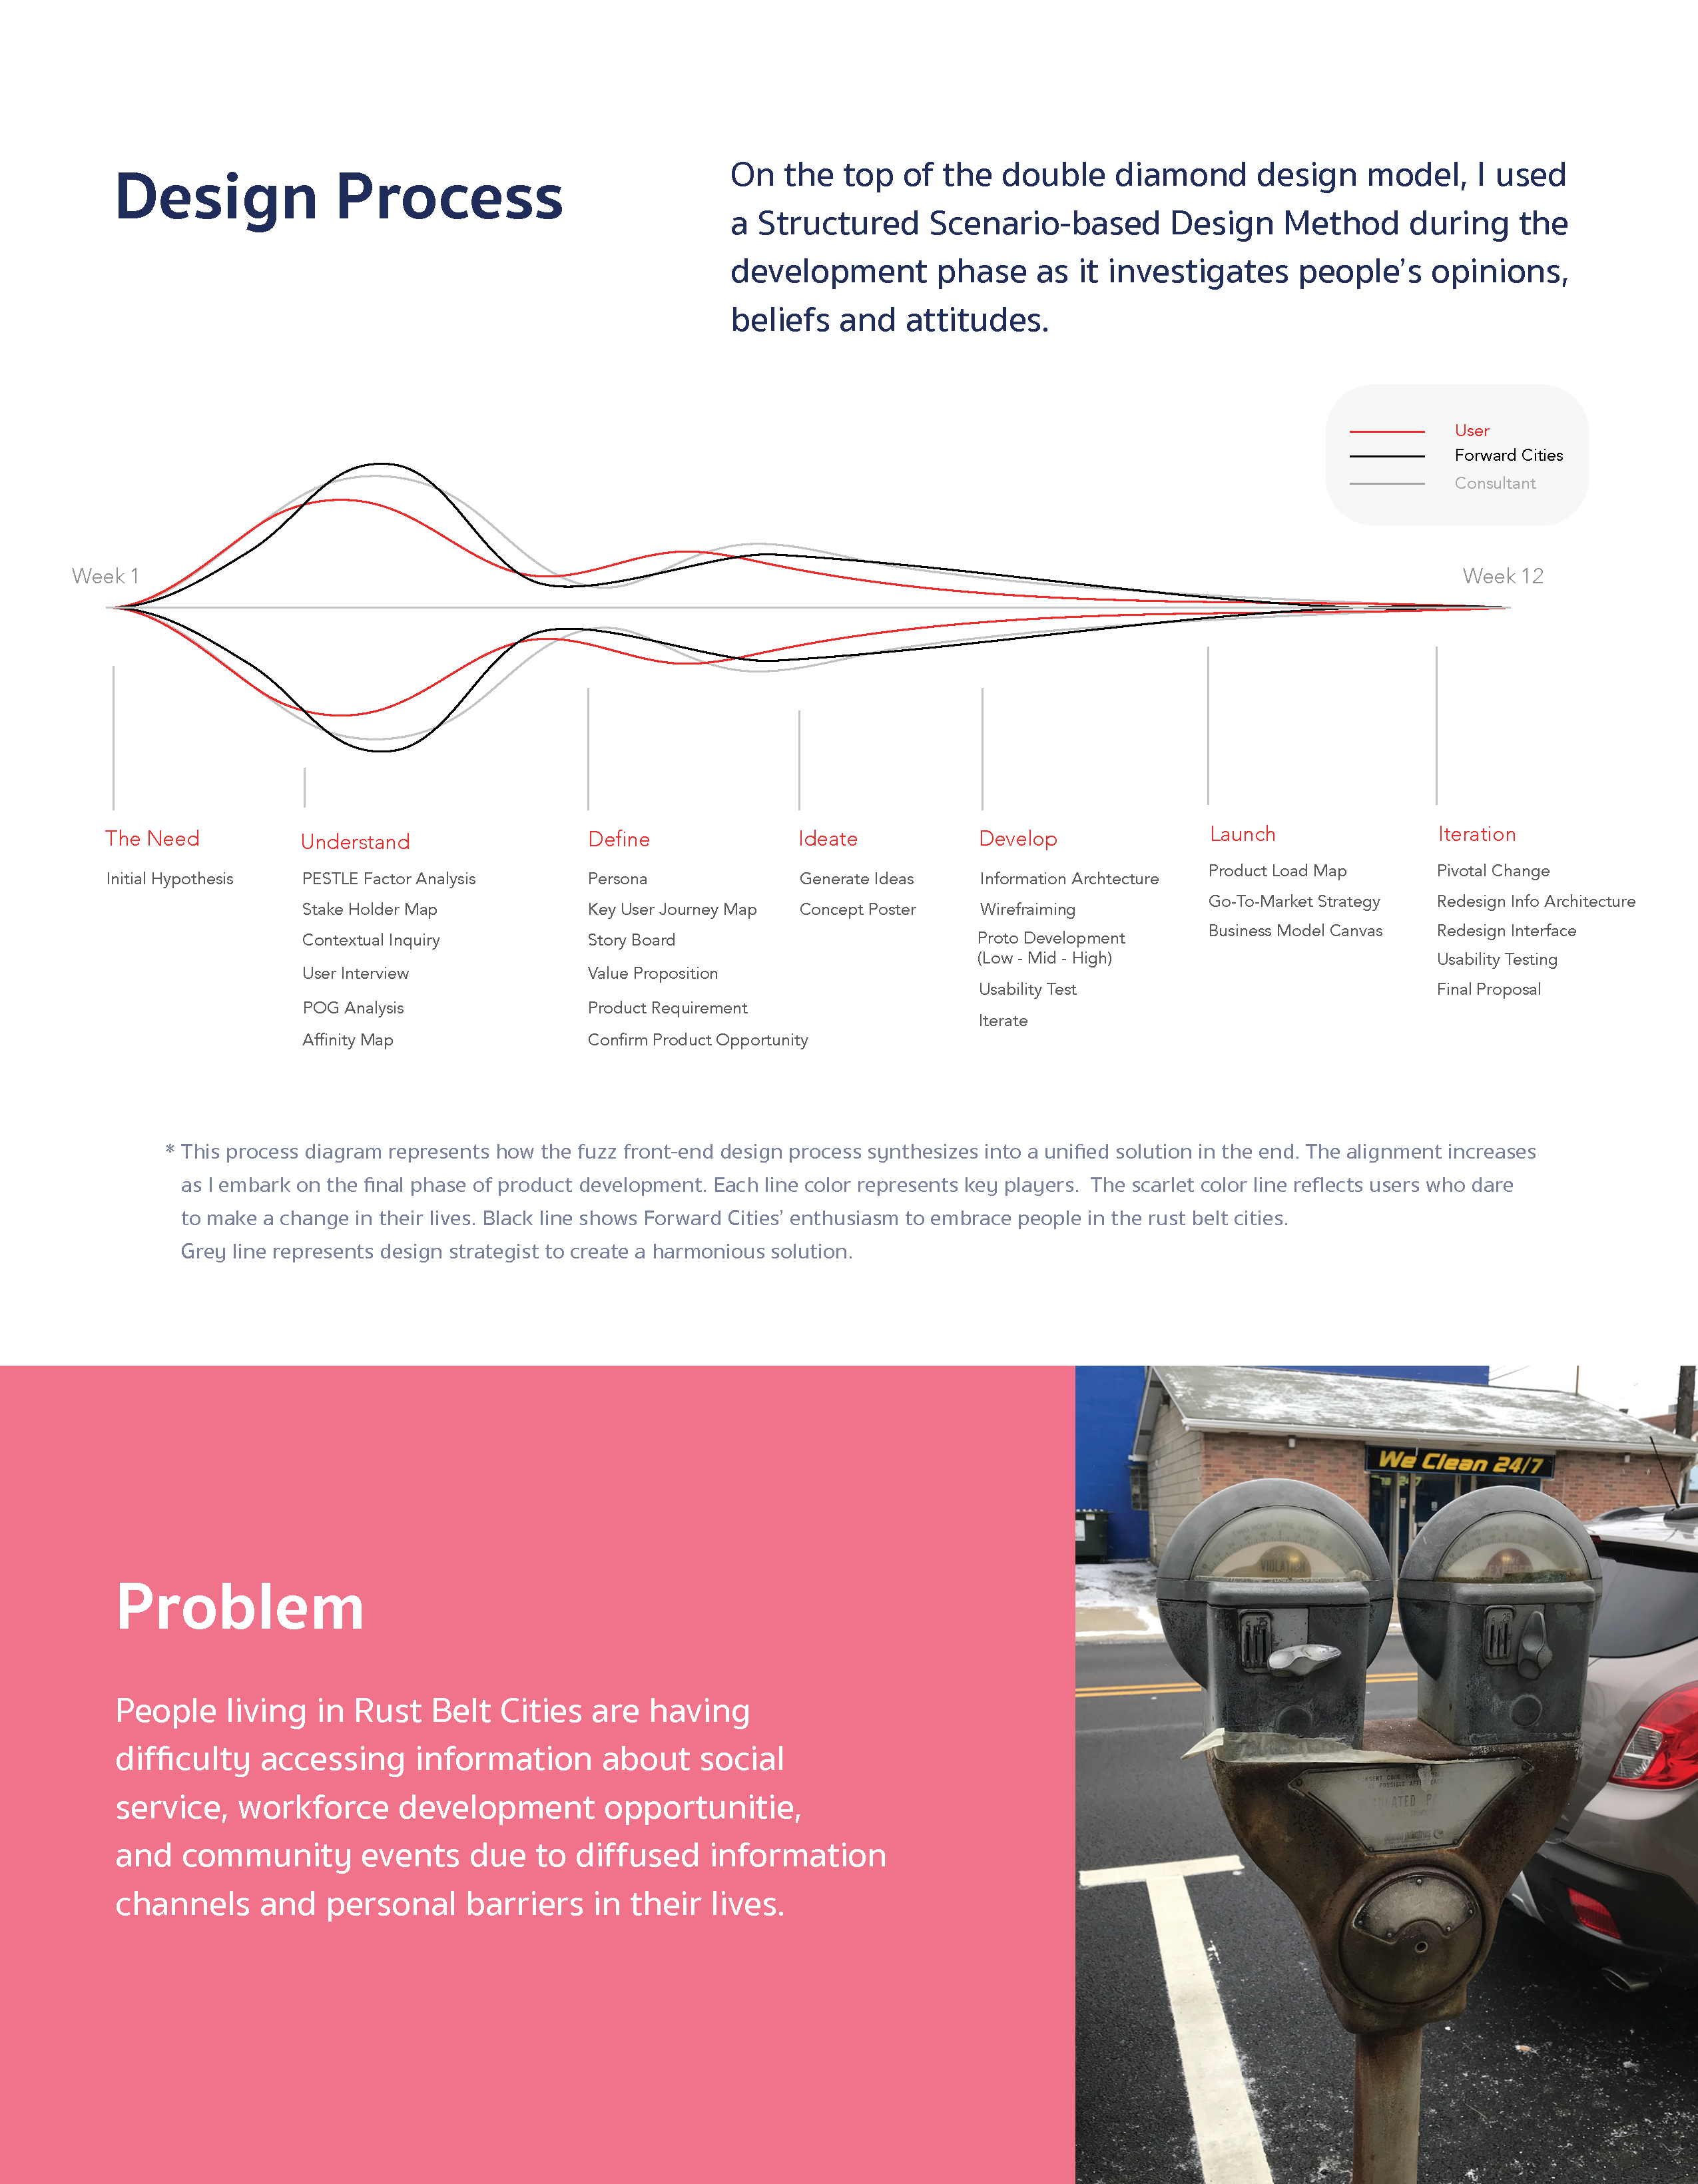 Design Process
On the top of the double diamond design model, I used
a Structured Scenario-based Design Method during the
development phase as it investigates people's opinions,
beliefs and attitudes.
User
Forward Cities
Consultant
Week 1
Week 12
The Need
Initial Hypothesis
Understand
PESTLE Factor Analysis
Stake Holder Map
Contextual Inquiry
User Interview
POG Analysis
Affinity Map
Define
Persona
Key User Journey Map
Story Board
Value Proposition
Product Requirement
Confirm Product Opportunity
Ideate
Generate Ideas
Concept Poster
Develop
Information Archtecture
Wirefraiming
Proto Development
(Low - Mid - High)
Usability Test
Iterate
Launch
Product Load Map
Go-To-Market Strategy
Business Model Canvas
Iteration
Pivotal Change
Redesign Info Architecture
Redesign Interface
Usability Testing
Final Proposal
* This process diagram represents how the fuzz front-end design process synthesizes into a unified solution in the end. The alignment increases
as I embark on the final phase of product development. Each line color represents key players. The scarlet color line reflects users who dare
to make a change in their lives. Black line shows Forward Cities' enthusiasm to embrace people in the rust belt cities.
Grey line represents design strategist to create a harmonious solution.
Problem
People living in Rust Belt Cities are having
difficulty accessing information about social
service, workforce development opportunitie,
and community events due to diffused information
channels and personal barriers in their lives.
We Clean 24/7
VIOLATION